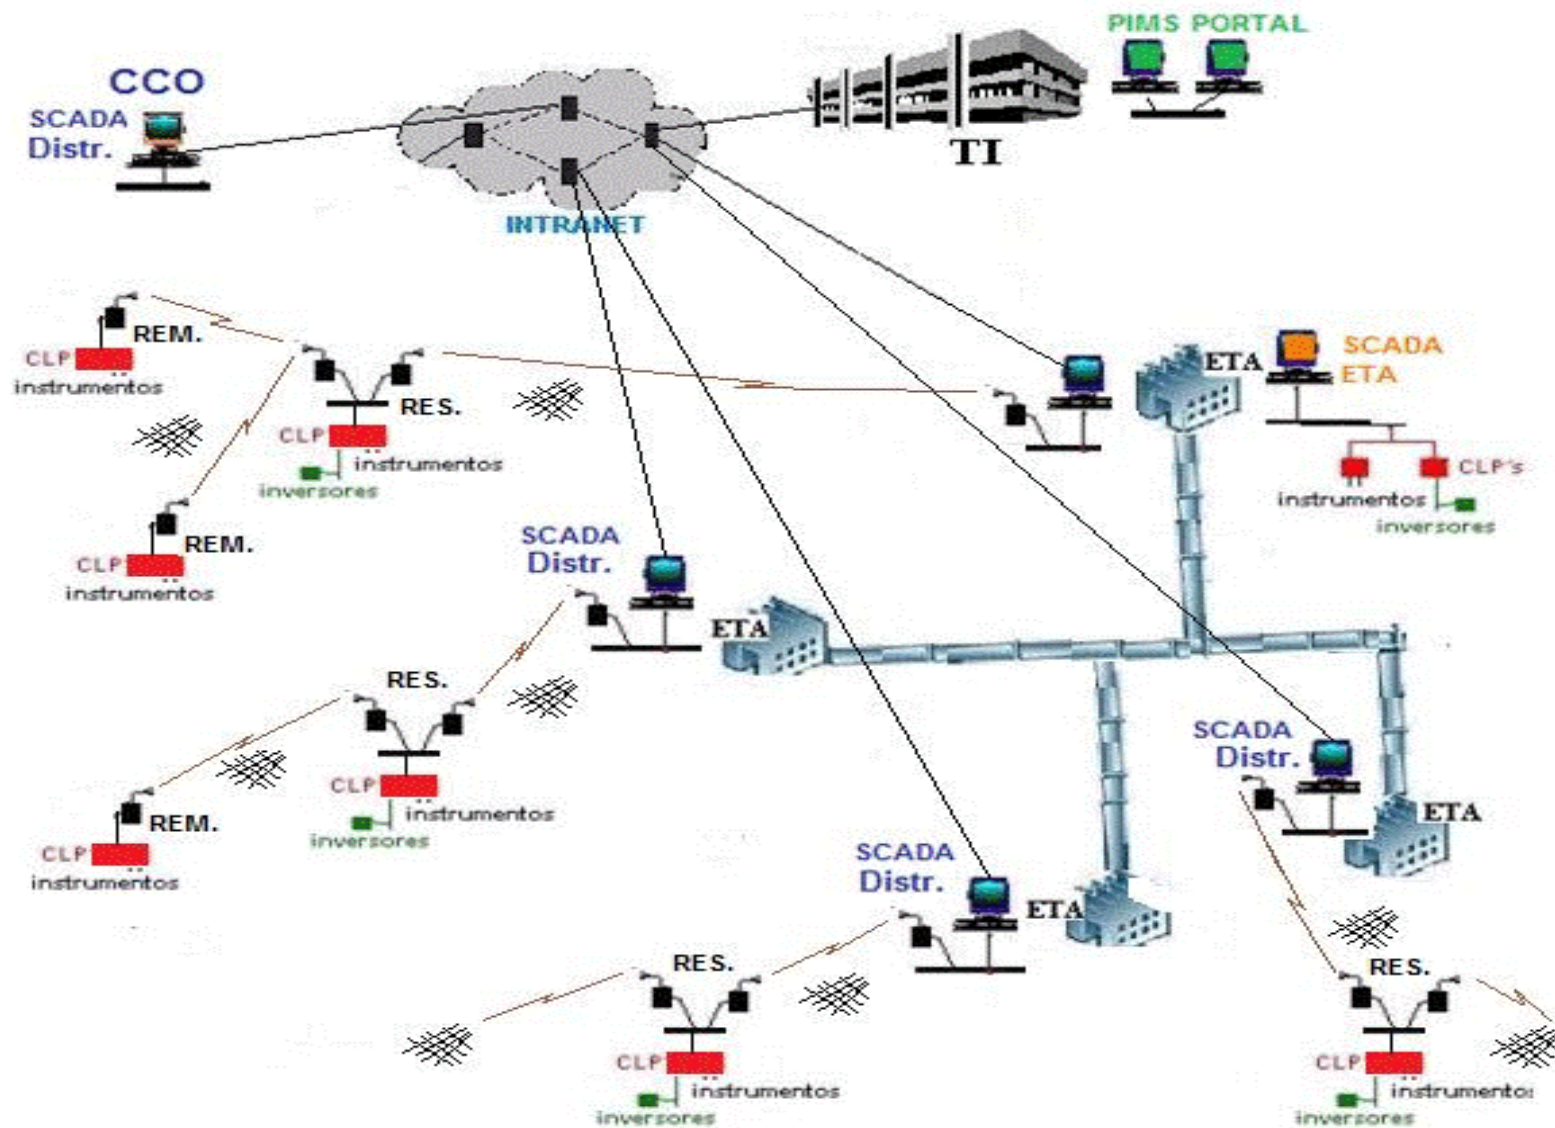 PIMS PORTAL
CCO
SCADA
Distr.
TI
INTRANET
REM.
CLP
instrumentos
RES.
CLP
instrumentos
inversores
ETA
SCADA
ETA
CLP's
instrumentos
inversores
REM.
CLP
instrumentos
SCADA
Distr.
ETA
RES.
CLP
instrumentos
inversores
REM.
CLP
instrumentos
SCADA
Distr.
ETA
SCADA
Distr.
ETA
RES.
CLP
instrumentos
inversores
RES.
CLP
instrumentos
inversores